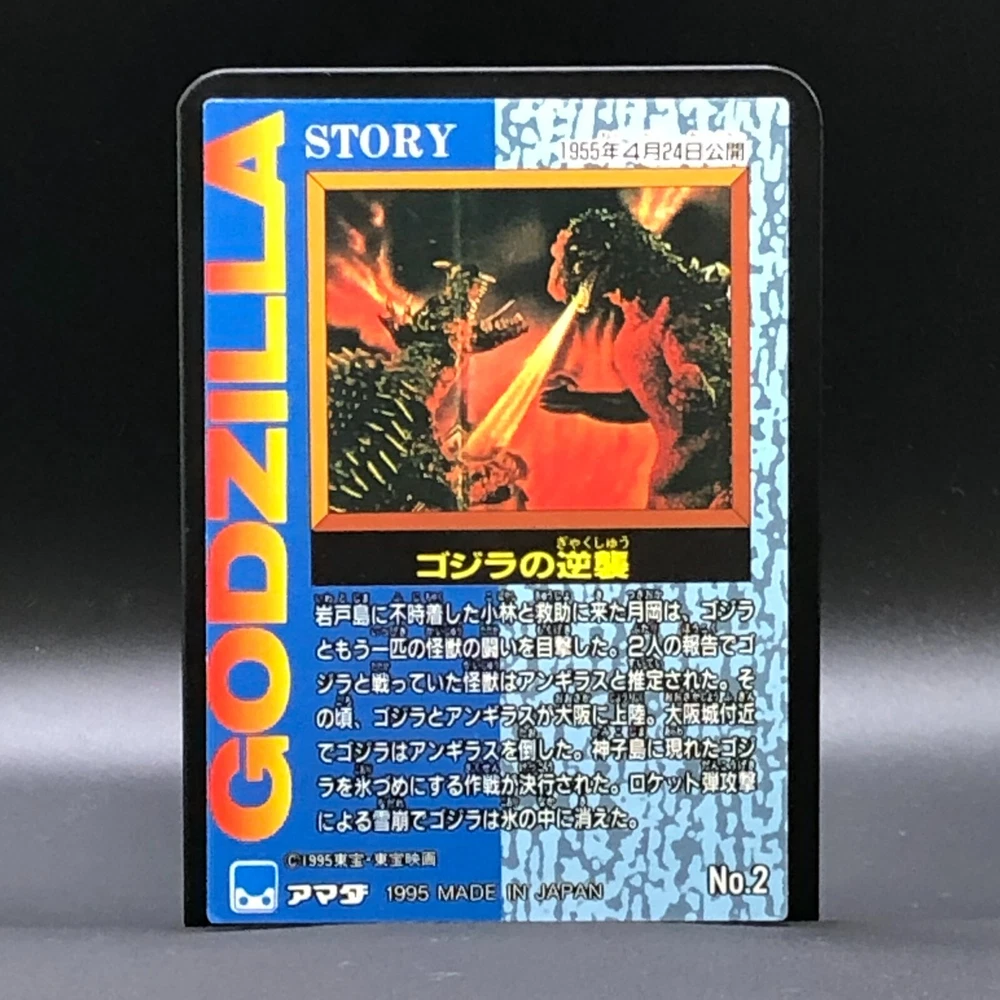 GODZILLA
STORY
1955年4月24日公開
ぎゃくしゅう
ゴジラの逆襲
岩戸島に不時着した小林と救助に来た月岡は、ゴジラ
ともう一匹の怪獣の闘いを目撃した。2人の報告でゴ
ジラと戦っていた怪獣はアンギラスと推定された。そ
の頃、ゴジラとアンギラスが大阪に上陸。大阪城付近
でゴジラはアンギラスを倒した。神子島に現れたゴジ
ラを氷づめにする作戦が決行された。ロケット弾攻撃
による雪崩でゴジラは氷の中に消えた。
©1995東宝・東宝映画
アマダ 1995 MADE IN JAPAN
No.2